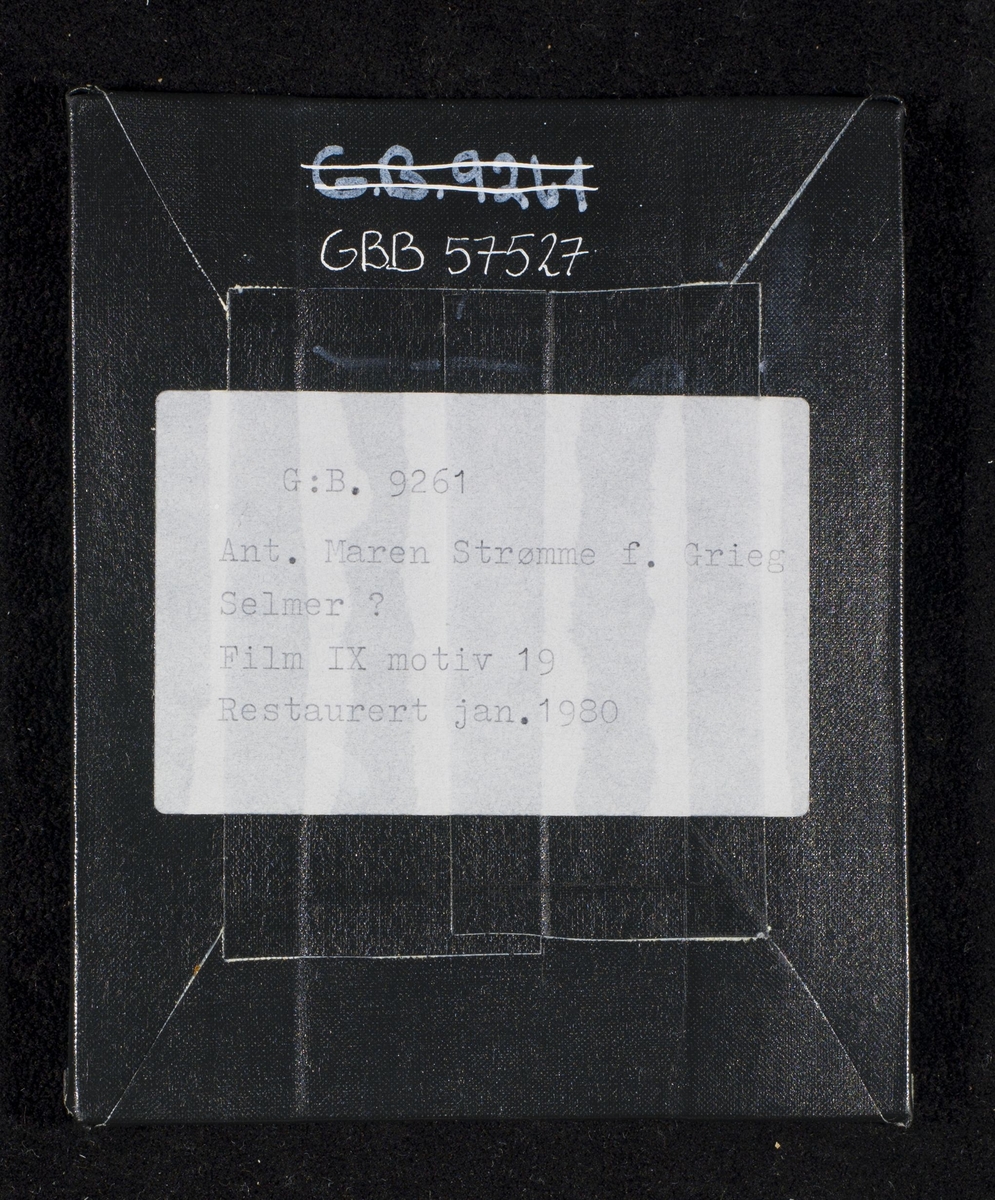 G.B. 9261
GBB 57527
G:B. 9261
Ant. Maren Strømme f. Grieg
Selmer ?
Film IX motiv 19
Restaurert jan.1980